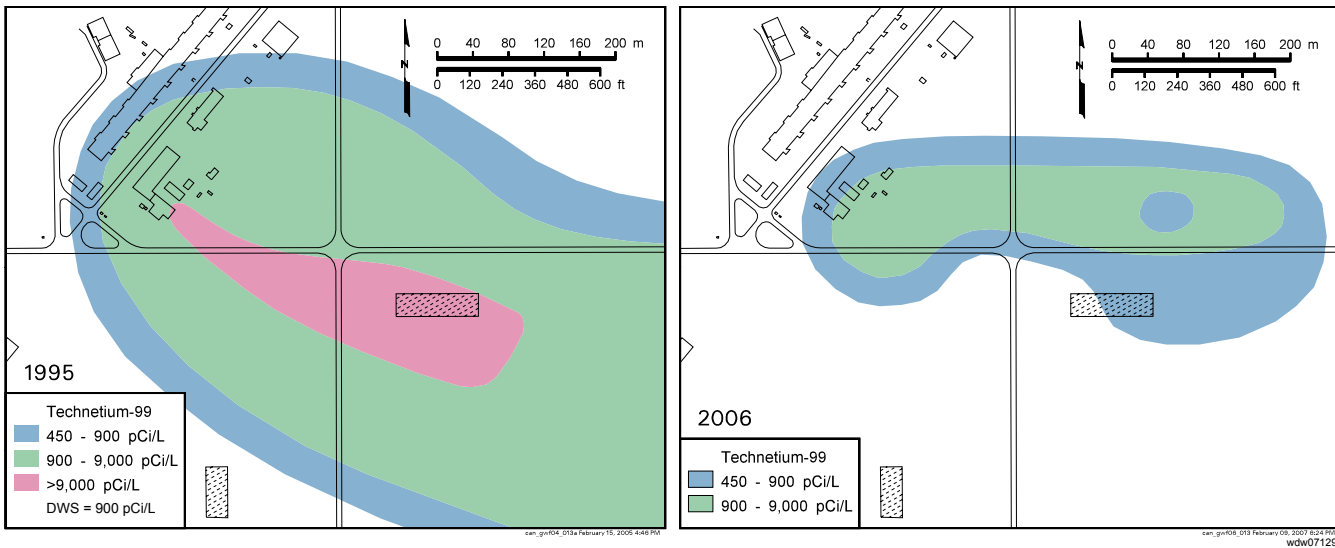 N
0 40 80 120 160 200 m
0 120 240 360 480 600 ft
1995
Technetium-99
450 - 900 pCi/L
900 - 9,000 pCi/L
>9,000 pCi/L
DWS = 900 pCi/L
can_gwf04_013a February 15, 2005 4:46 PM
N
0 40 80 120 160 200 m
0 120 240 360 480 600 ft
2006
Technetium-99
450 - 900 pCi/L
900 - 9,000 pCi/L
can_gwf06_013 February 09, 2007 6:24 PM
wdw07129